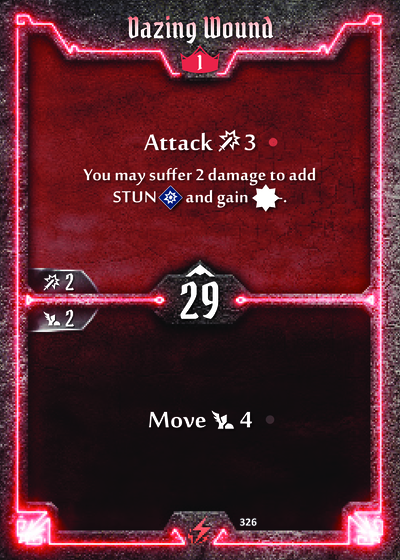 Dazing Wound
1
Attack 3
You may suffer 2 damage to add
STUN and gain .
2
29
2
Move 4
326